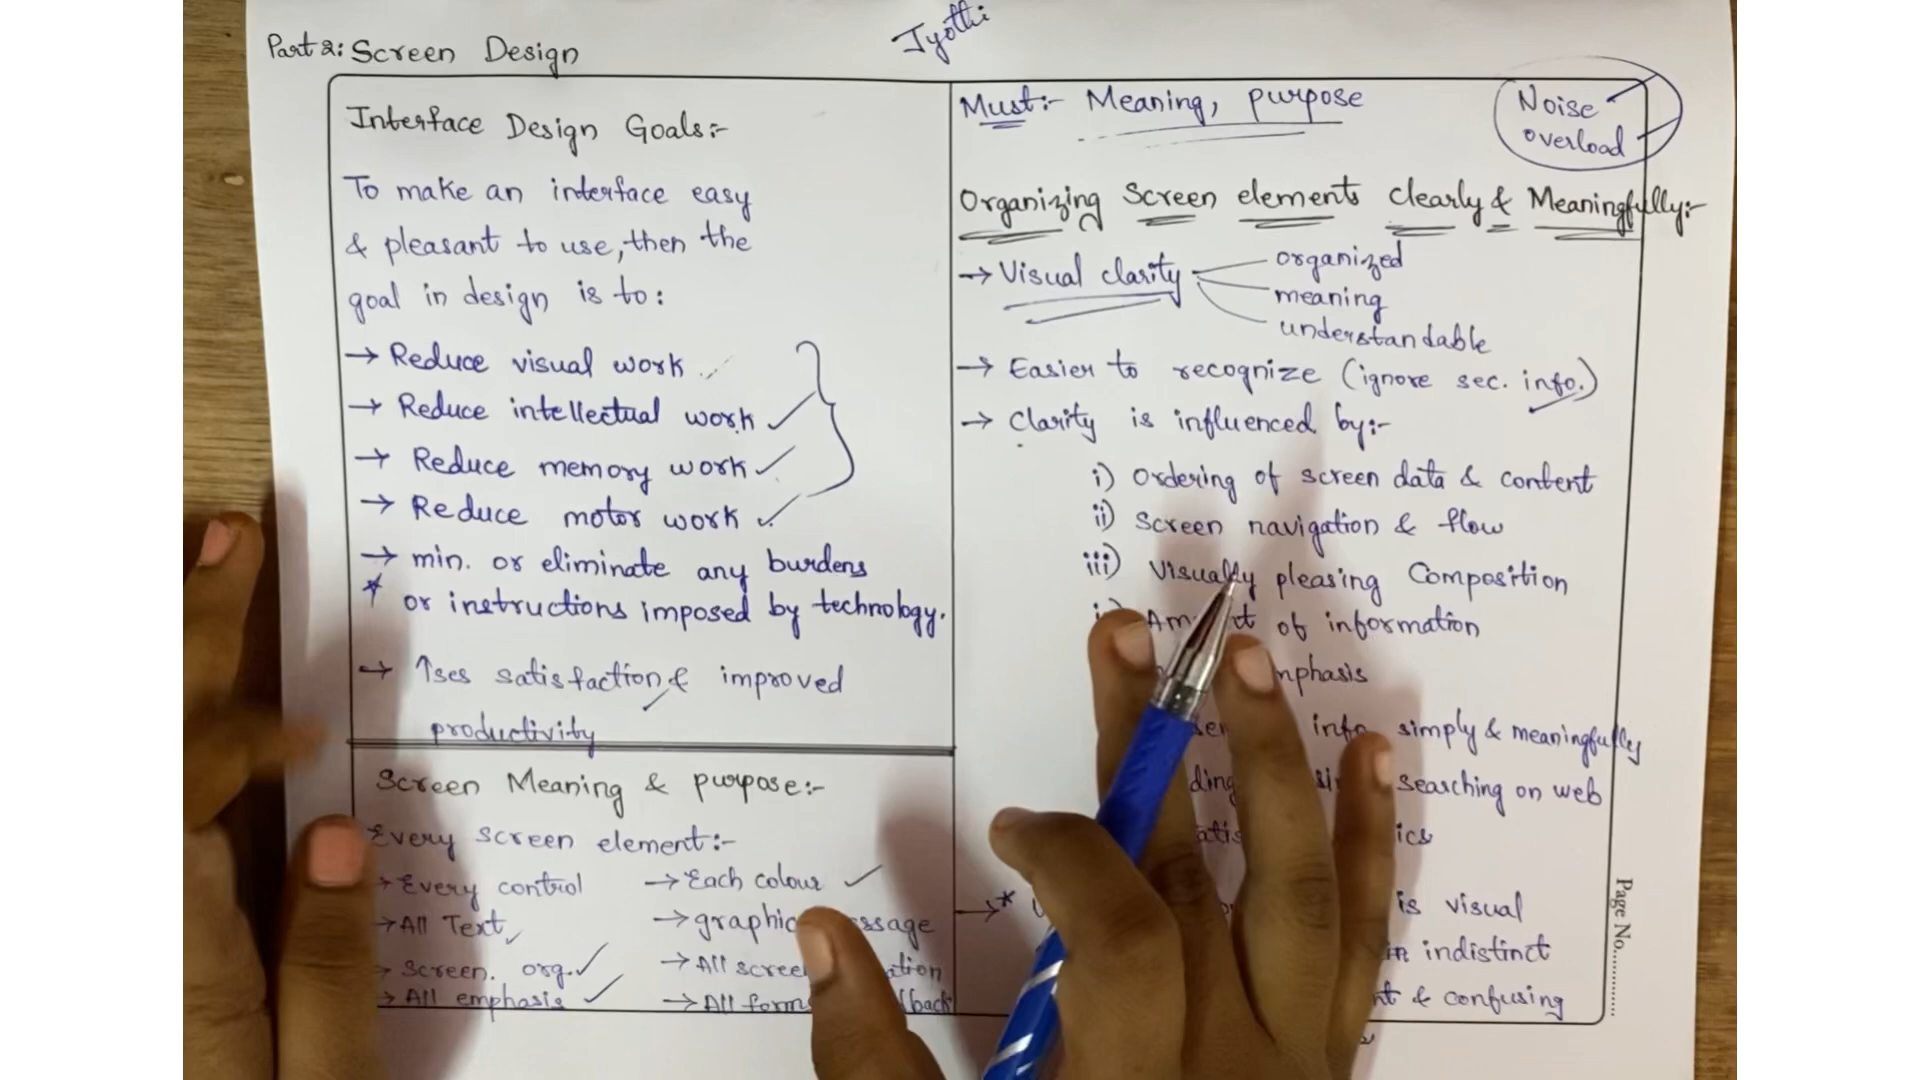 Part 2: Screen Design
Jyothi
Interface Design Goals:-
To make an interface easy
& pleasant to use, then the
goal in design is to:
→ Reduce visual work
→ Reduce intellectual work
→ Reduce memory work
→ Reduce motor work
→ min. or eliminate any burdens
* or instructions imposed by technology.
→ ↑ses satisfaction & improved
productivity
Screen Meaning & purpose:-
Every screen element:-
→ Every control
→ All Text
→ Screen. org.
→ All emphasis
→ Each colour
→ graphic
→ All screen
→ All forms
Must:- Meaning, purpose
Noise
overload
Organizing Screen elements clearly & Meaningfully:-
→ Visual clarity
organized
meaning
understandable
→ Easier to recognize (ignore sec. info.)
→ Clarity is influenced by:-
i) Ordering of screen data & content
ii) Screen navigation & flow
iii) Visually pleasing Composition
of information
info simply & meaningfully
searching on web
→ * is visual
in indistinct
& confusing
Page No.............